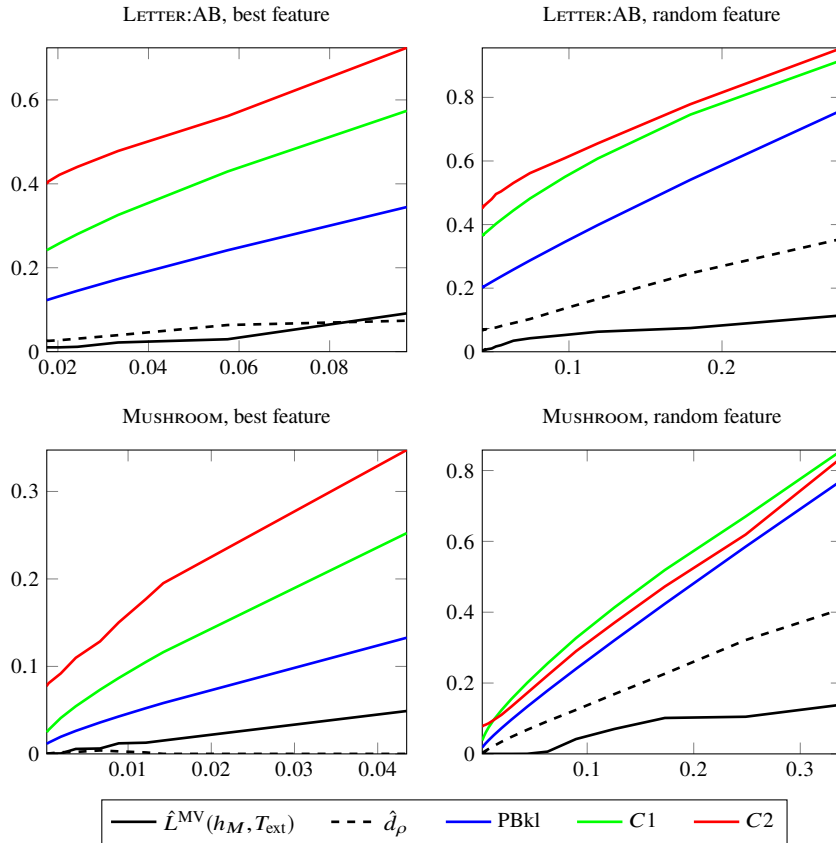 LETTER:AB, best feature
0.6
0.4
0.2
0
0.02 0.04 0.06 0.08
LETTER:AB, random feature
0.8
0.6
0.4
0.2
0
0.1 0.2
MUSHROOM, best feature
0.3
0.2
0.1
0
0.01 0.02 0.03 0.04
MUSHROOM, random feature
0.8
0.6
0.4
0.2
0
0.1 0.2 0.3
L̂^MV(h_M, T_ext) d̂_ρ PBkl C1 C2